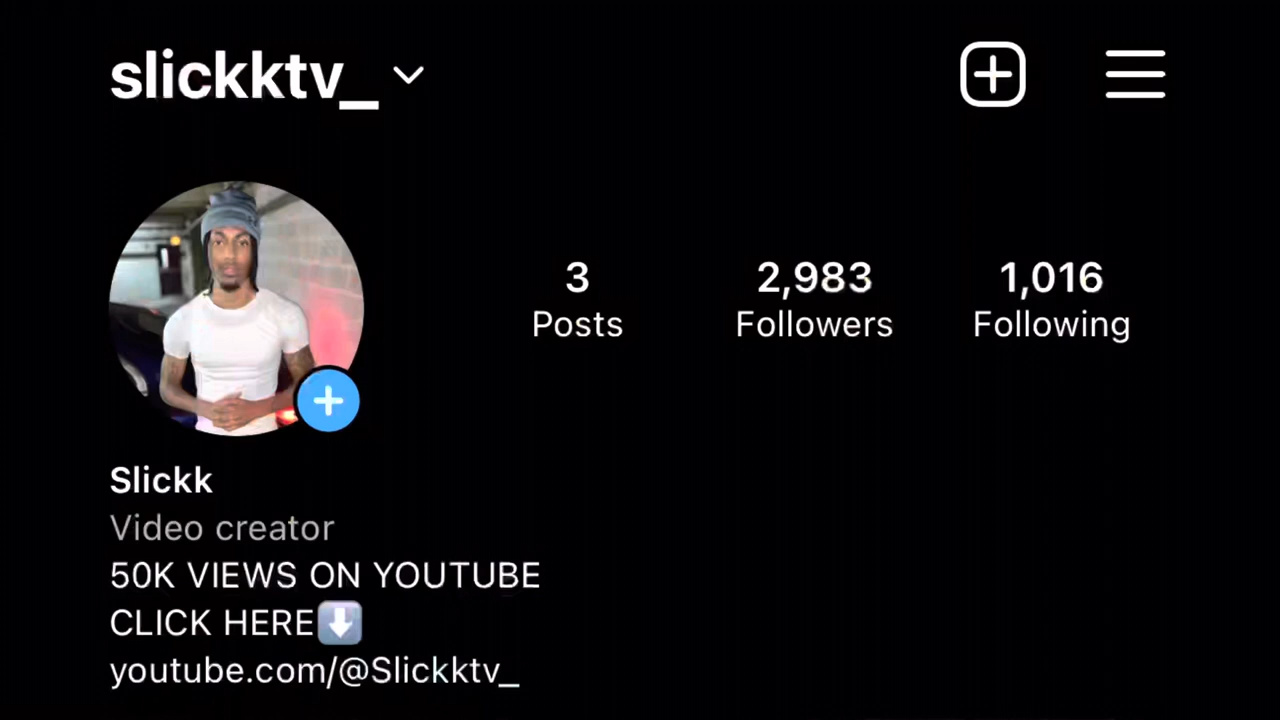 slickktv_
3
2,983
1,016
Posts
Followers
Following
Slickk
Video creator
50K VIEWS ON YOUTUBE
CLICK HERE⬇️
youtube.com/@Slickktv_